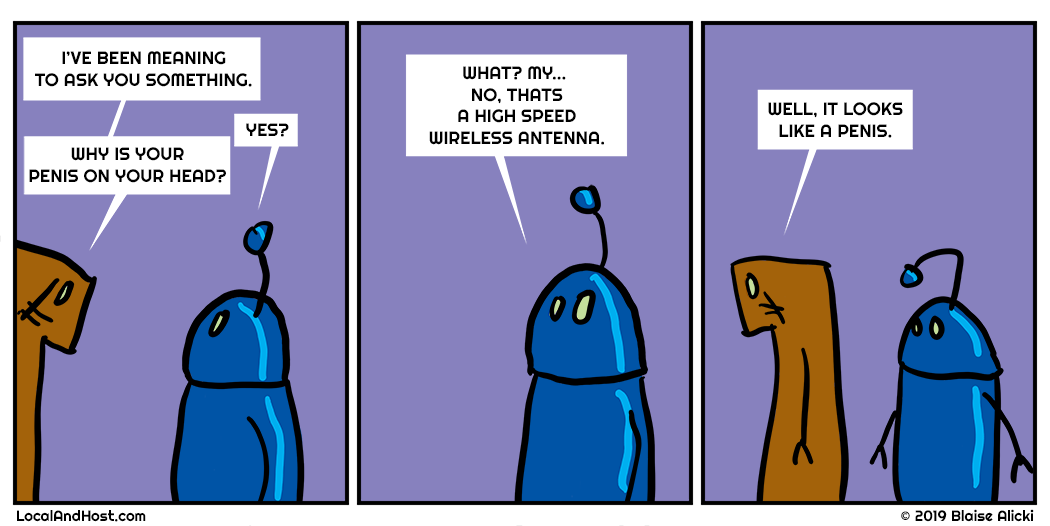 I'VE BEEN MEANING
TO ASK YOU SOMETHING.
WHY IS YOUR
PENIS ON YOUR HEAD?
YES?
WHAT? MY...
NO, THATS
A HIGH SPEED
WIRELESS ANTENNA.
WELL, IT LOOKS
LIKE A PENIS.
LocalAndHost.com
© 2019 Blaise Alicki